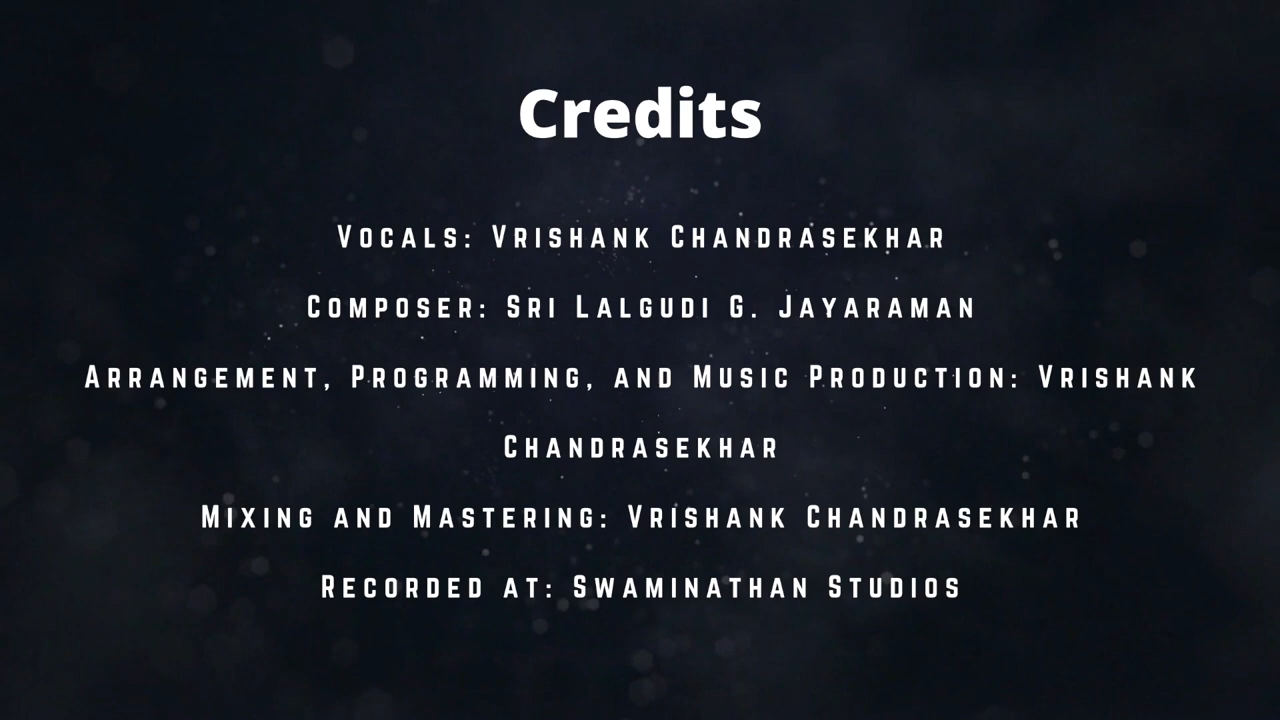 Credits
Vocals: Vrishank Chandrasekhar
Composer: Sri Lalgudi G. Jayaraman
Arrangement, Programming, and Music Production: Vrishank
Chandrasekhar
Mixing and Mastering: Vrishank Chandrasekhar
Recorded at: Swaminathan Studios